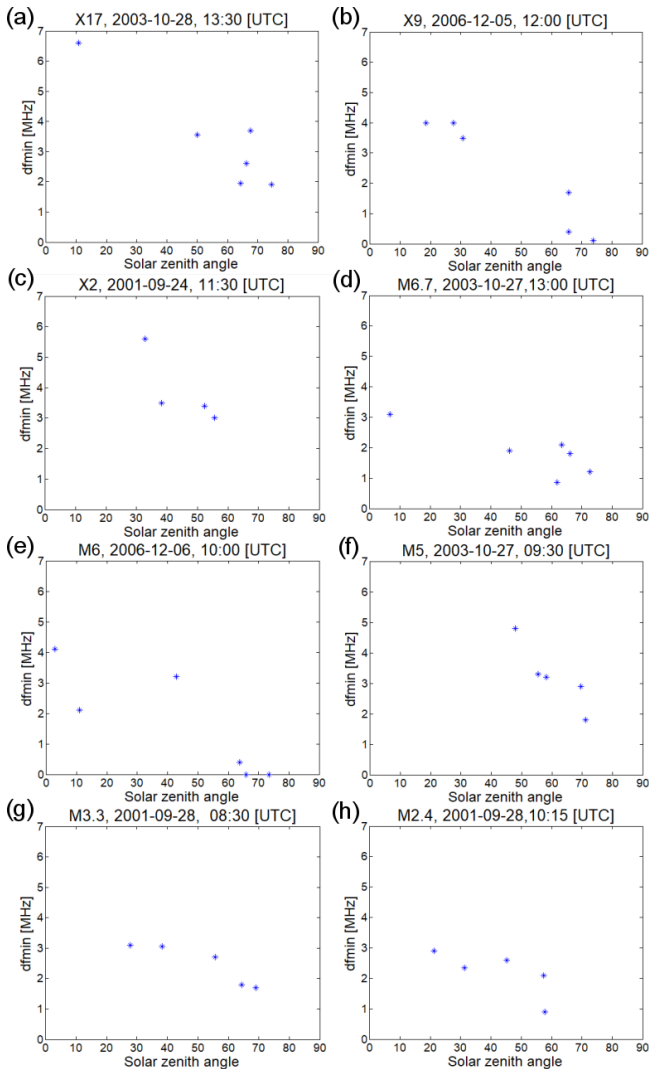 (a)
X17, 2003-10-28, 13:30 [UTC]
7
6
5
4
3
2
1
0
dfmin [MHz]
0 10 20 30 40 50 60 70 80 90
Solar zenith angle
(b)
X9, 2006-12-05, 12:00 [UTC]
7
6
5
4
3
2
1
0
dfmin [MHz]
0 10 20 30 40 50 60 70 80 90
Solar zenith angle
(c)
X2, 2001-09-24, 11:30 [UTC]
7
6
5
4
3
2
1
0
dfmin [MHz]
0 10 20 30 40 50 60 70 80 90
Solar zenith angle
(d)
M6.7, 2003-10-27,13:00 [UTC]
7
6
5
4
3
2
1
0
dfmin [MHz]
0 10 20 30 40 50 60 70 80 90
Solar zenith angle
(e)
M6, 2006-12-06, 10:00 [UTC]
7
6
5
4
3
2
1
0
dfmin [MHz]
0 10 20 30 40 50 60 70 80 90
Solar zenith angle
(f)
M5, 2003-10-27, 09:30 [UTC]
7
6
5
4
3
2
1
0
dfmin [MHz]
0 10 20 30 40 50 60 70 80 90
Solar zenith angle
(g)
M3.3, 2001-09-28, 08:30 [UTC]
7
6
5
4
3
2
1
0
dfmin [MHz]
0 10 20 30 40 50 60 70 80 90
Solar zenith angle
(h)
M2.4, 2001-09-28,10:15 [UTC]
7
6
5
4
3
2
1
0
dfmin [MHz]
0 10 20 30 40 50 60 70 80 90
Solar zenith angle